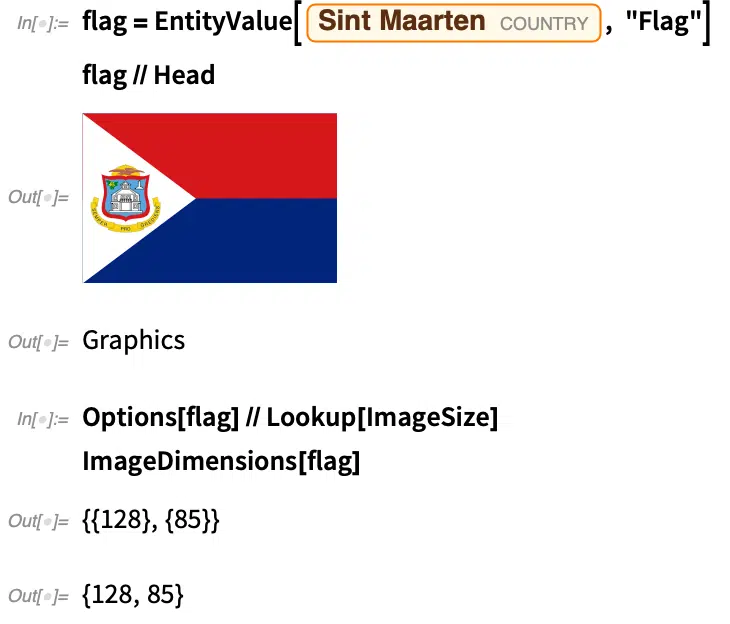 In[•]:= flag = EntityValue[ Sint Maarten COUNTRY , "Flag"]
flag // Head
Out[•]=
SEMPER PRO GREDIENS
Out[•]= Graphics
In[•]:= Options[flag] // Lookup[ImageSize]
ImageDimensions[flag]
Out[•]= {{128}, {85}}
Out[•]= {128, 85}